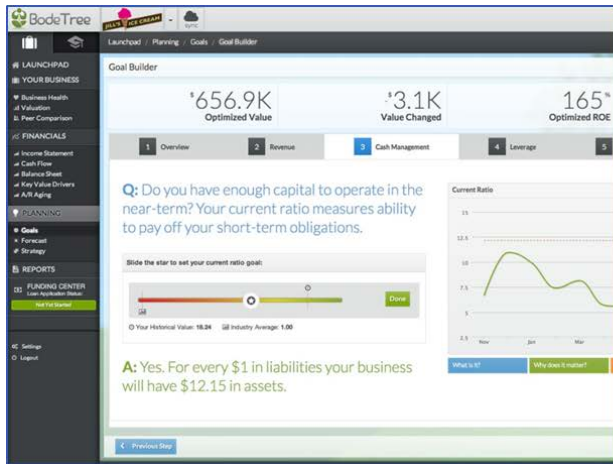 BodeTree
JILL'S ICE CREAM
SYNC
Launchpad / Planning / Goals / Goal Builder
LAUNCHPAD
YOUR BUSINESS
Business Health
Valuation
Peer Comparison
FINANCIALS
Income Statement
Cash Flow
Balance Sheet
Key Value Drivers
A/R Aging
PLANNING
Goals
Forecast
Strategy
REPORTS
FUNDING CENTER
Loan Application Status:
Not Yet Started
Settings
Logout
Goal Builder
$656.9K
Optimized Value
$3.1K
Value Changed
165%
Optimized ROE
1 Overview
2 Revenue
3 Cash Management
4 Leverage
5
Q: Do you have enough capital to operate in the
near-term? Your current ratio measures ability
to pay off your short-term obligations.
Slide the star to set your current ratio goal:
Done
Your Historical Value: 18.24 Industry Average: 1.00
A: Yes. For every $1 in liabilities your business
will have $12.15 in assets.
Current Ratio
15
12.5
10
7.5
5
2.5
Nov Jan Mar
What is it? Why does it matter?
Previous Step